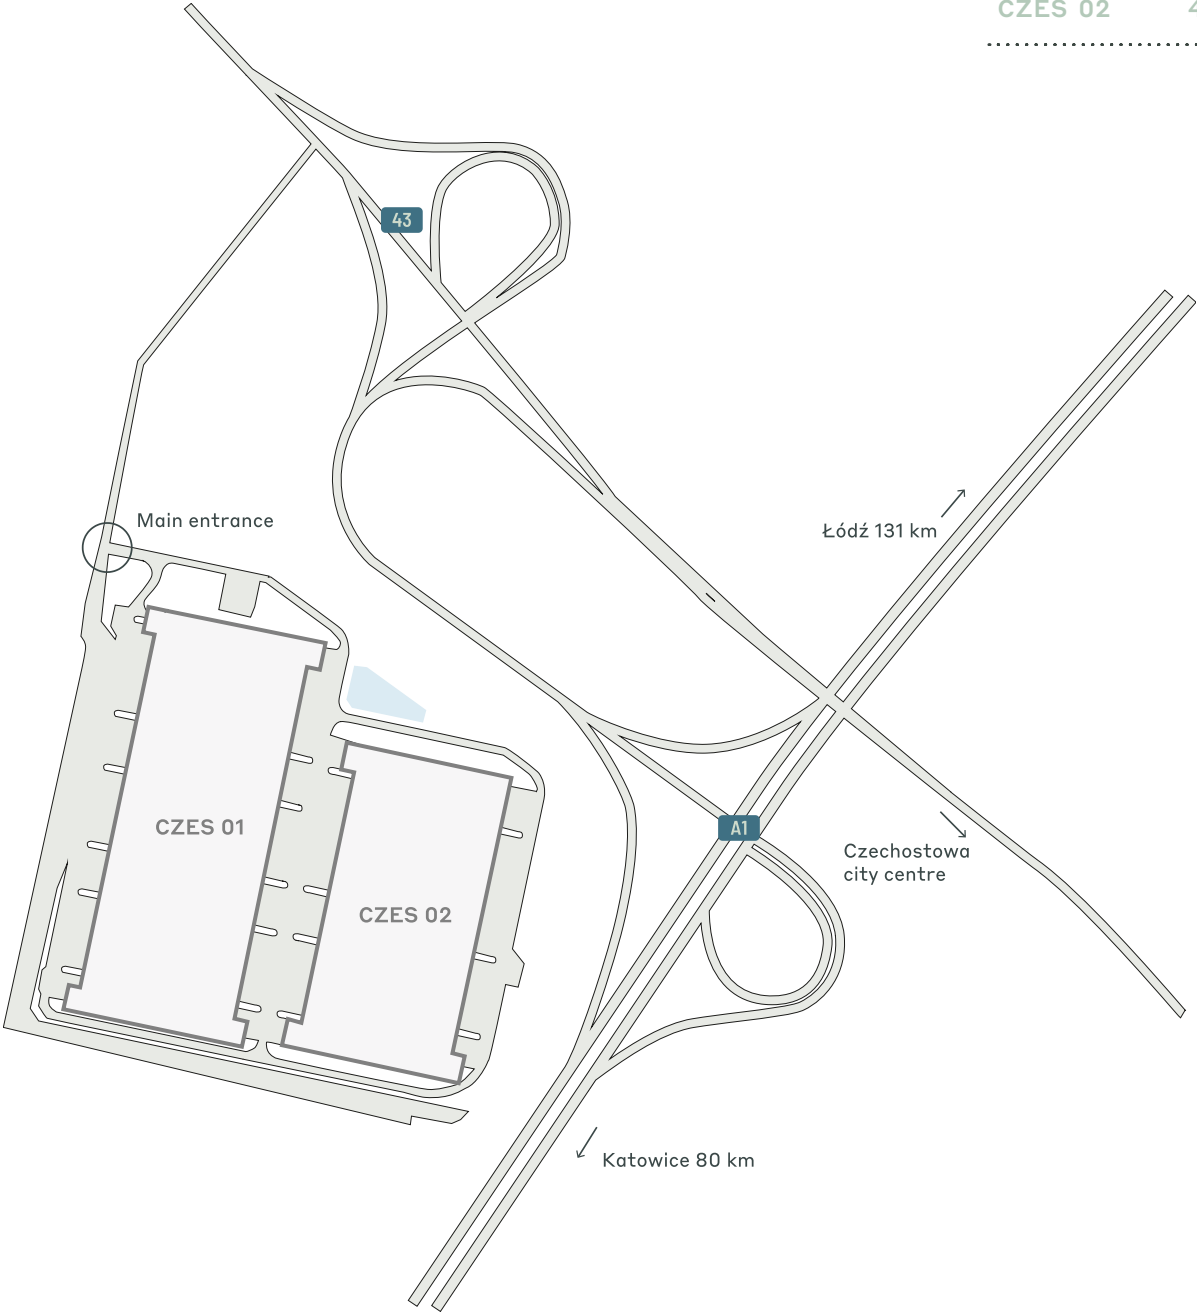 CZES 02
43
Main entrance
Łódź 131 km
CZES 01
A1
Czechostowa
city centre
CZES 02
Katowice 80 km